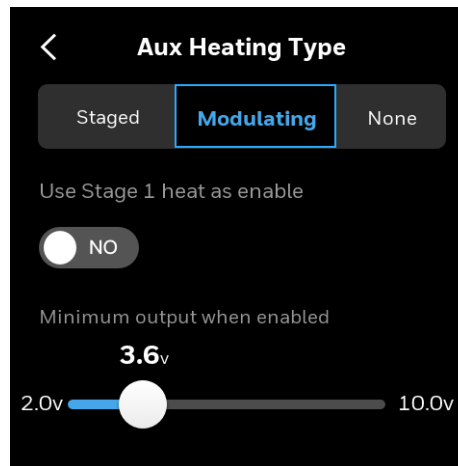 Aux Heating Type
Staged Modulating None
Use Stage 1 heat as enable
NO
Minimum output when enabled
3.6v
2.0v 10.0v